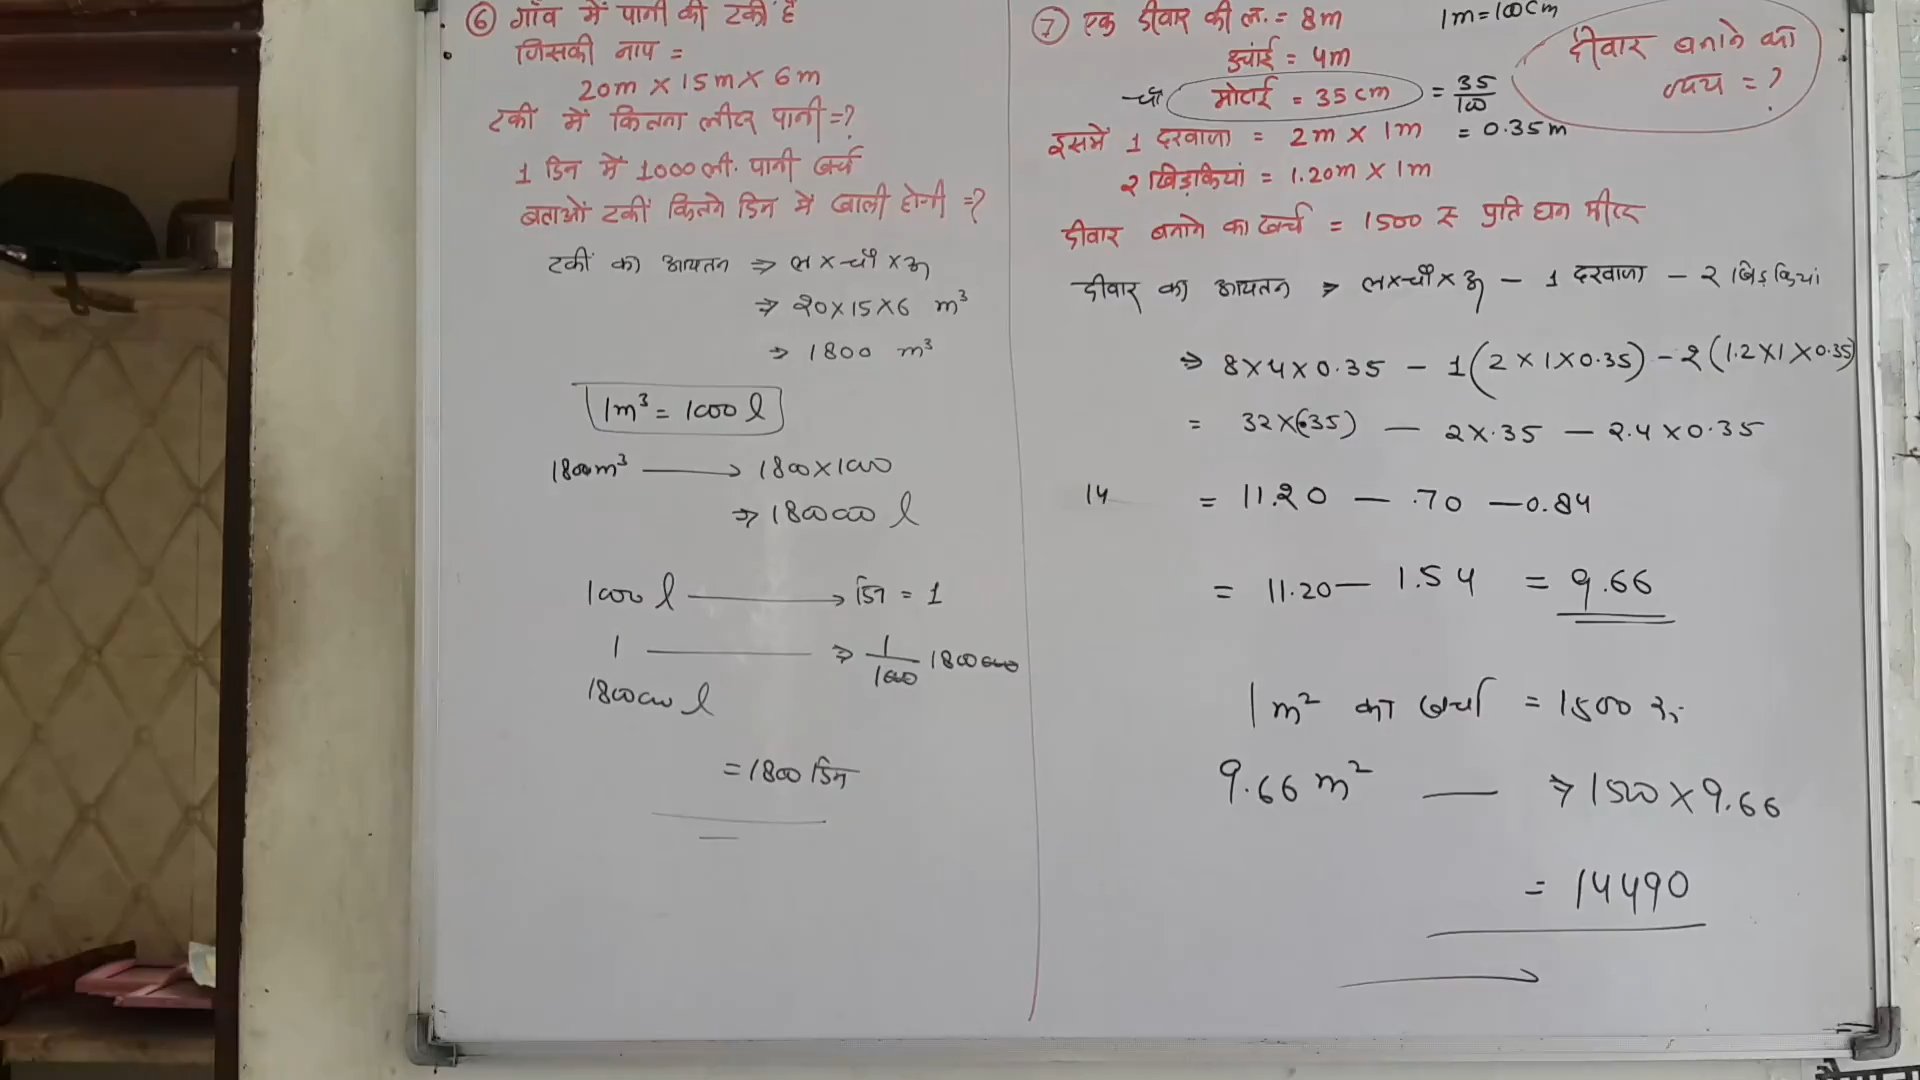 ⑥ गाँव में पानी की टंकी है
जिसकी नाप =
20m × 15m × 6m
टंकी में कितना लीटर पानी =?
1 दिन में 1000 ली. पानी खर्च
बताओं टंकीं कितने दिन में खाली होगी =?
टंकीं का आयतन ⇒ ल × चौ × ऊ
⇒ 20×15×6 m³
⇒ 1800 m³
1m³ = 1000 l
1800m³ → 1800×1000
⇒ 1800000 l
1000 l → दिन = 1
1 ⇒ 1/1000 1800000
1800000 l
= 1800 दिन
⑦ एक दीवार की ल. = 8m
1m = 100cm
उंचाई = 4m
चौ मोटाई = 35cm = 35/100
= 0.35m
दीवार बनाने का
व्यय = ?
इसमें 1 दरवाजा = 2m × 1m
2 खिड़कियां = 1.20m × 1m
दीवार बनाने का खर्च = 1500 रु प्रति घन मीटर
दीवार का आयतन ⇒ ल×चौ×ऊ - 1 दरवाजा - 2 खिड़कियां
⇒ 8×4×0.35 - 1(2×1×0.35) - 2(1.2×1×0.35)
= 32×(.35) - 2×.35 - 2.4×0.35
14
= 11.20 - .70 - 0.84
= 11.20 - 1.54 = 9.66
1 m² का खर्चा = 1500 रु.
9.66 m² — ⇒ 1500×9.66
= 14490